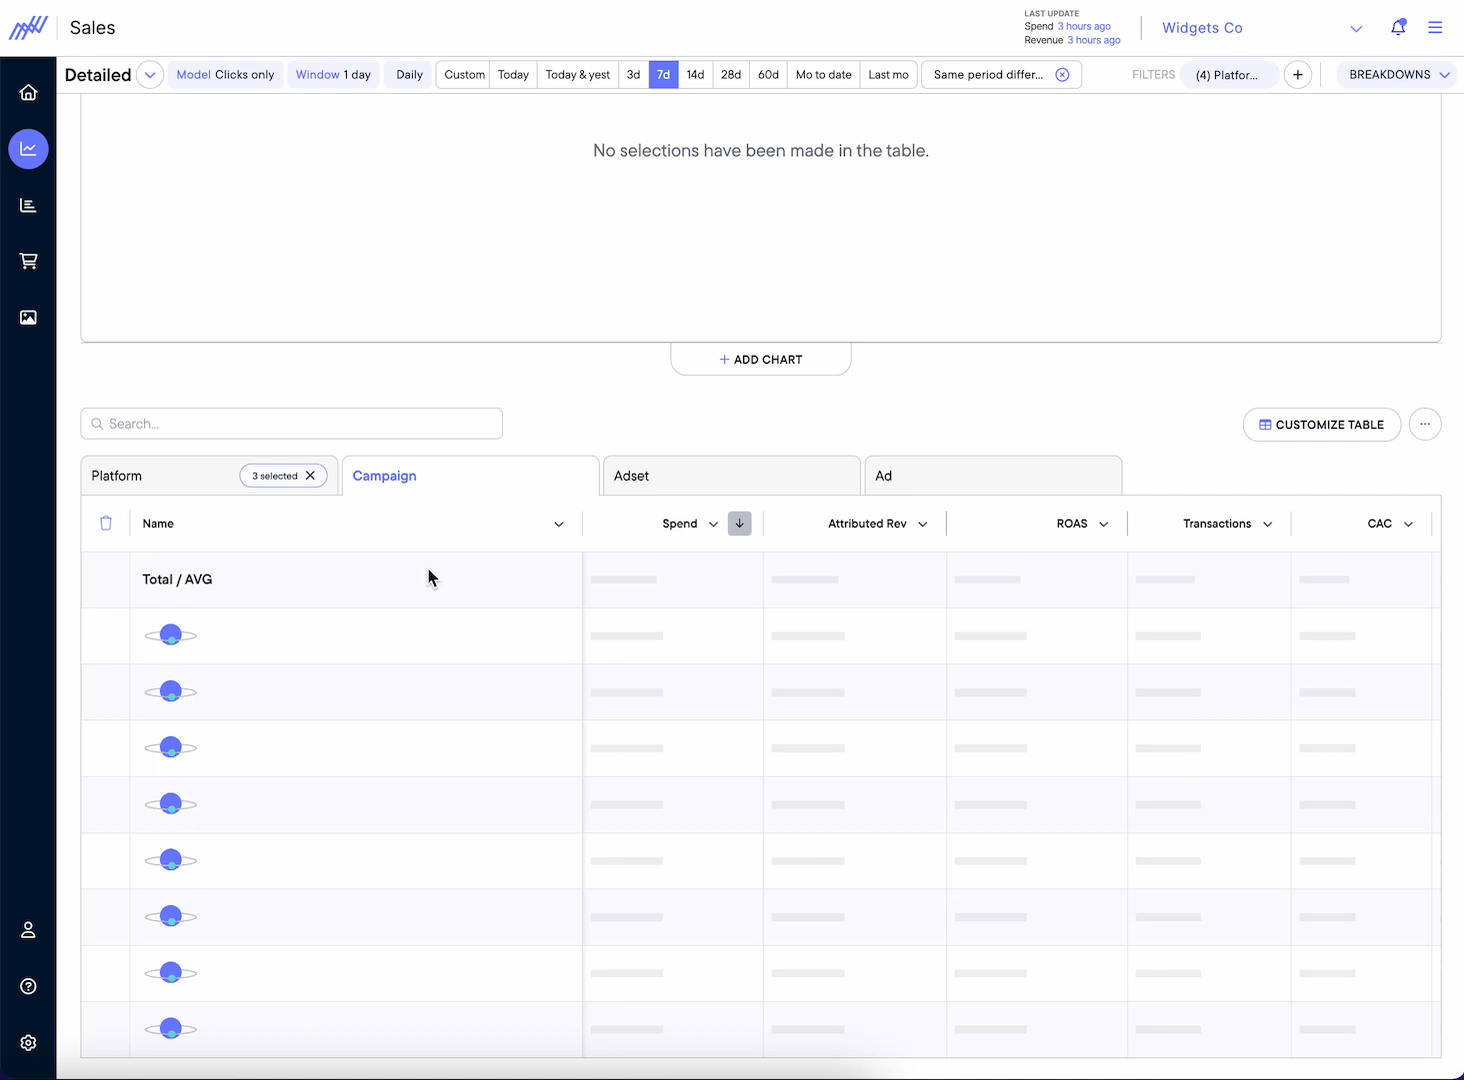 Sales
LAST UPDATE
Spend 3 hours ago
Revenue 3 hours ago
Widgets Co
Detailed
Model Clicks only
Window 1 day
Daily
Custom
Today
Today & yest
3d
7d
14d
28d
60d
Mo to date
Last mo
Same period differ...
FILTERS
(4) Platfor...
BREAKDOWNS
No selections have been made in the table.
+ ADD CHART
Search...
CUSTOMIZE TABLE
Platform
3 selected
Campaign
Adset
Ad
Name
Spend
Attributed Rev
ROAS
Transactions
CAC
Total / AVG